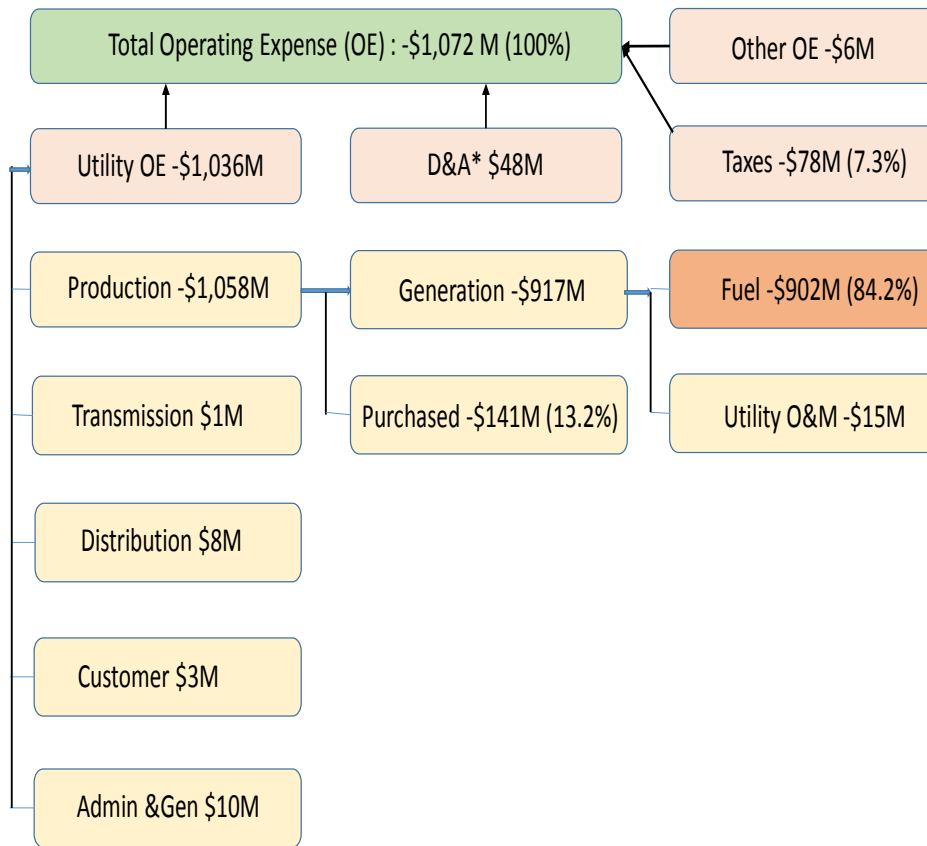 Total Operating Expense (OE) : -$1,072 M (100%)
Other OE -$6M
Utility OE -$1,036M
D&A* $48M
Taxes -$78M (7.3%)
Production -$1,058M
Generation -$917M
Fuel -$902M (84.2%)
Transmission $1M
Purchased -$141M (13.2%)
Utility O&M -$15M
Distribution $8M
Customer $3M
Admin &Gen $10M